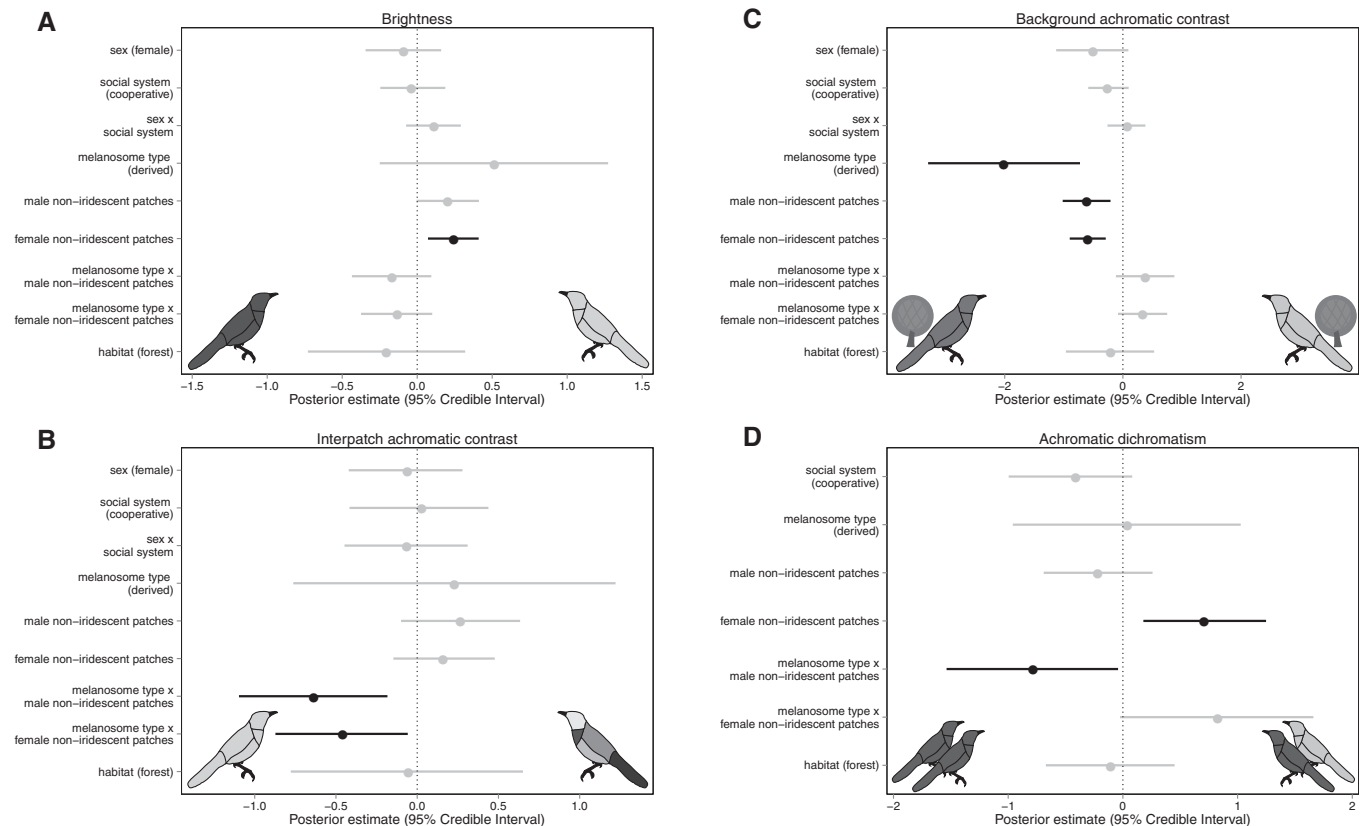 A
Brightness
sex (female)
social system
(cooperative)
sex x
social system
melanosome type
(derived)
male non−iridescent patches
female non−iridescent patches
melanosome type x
male non−iridescent patches
melanosome type x
female non−iridescent patches
habitat (forest)
−1.5 −1.0 −0.5 0.0 0.5 1.0 1.5
Posterior estimate (95% Credible Interval)
B
Interpatch achromatic contrast
sex (female)
social system
(cooperative)
sex x
social system
melanosome type
(derived)
male non−iridescent patches
female non−iridescent patches
melanosome type x
male non−iridescent patches
melanosome type x
female non−iridescent patches
habitat (forest)
−1.0 −0.5 0.0 0.5 1.0
Posterior estimate (95% Credible Interval)
C
Background achromatic contrast
sex (female)
social system
(cooperative)
sex x
social system
melanosome type
(derived)
male non−iridescent patches
female non−iridescent patches
melanosome type x
male non−iridescent patches
melanosome type x
female non−iridescent patches
habitat (forest)
−2 0 2
Posterior estimate (95% Credible Interval)
D
Achromatic dichromatism
social system
(cooperative)
melanosome type
(derived)
male non−iridescent patches
female non−iridescent patches
melanosome type x
male non−iridescent patches
melanosome type x
female non−iridescent patches
habitat (forest)
−2 −1 0 1 2
Posterior estimate (95% Credible Interval)